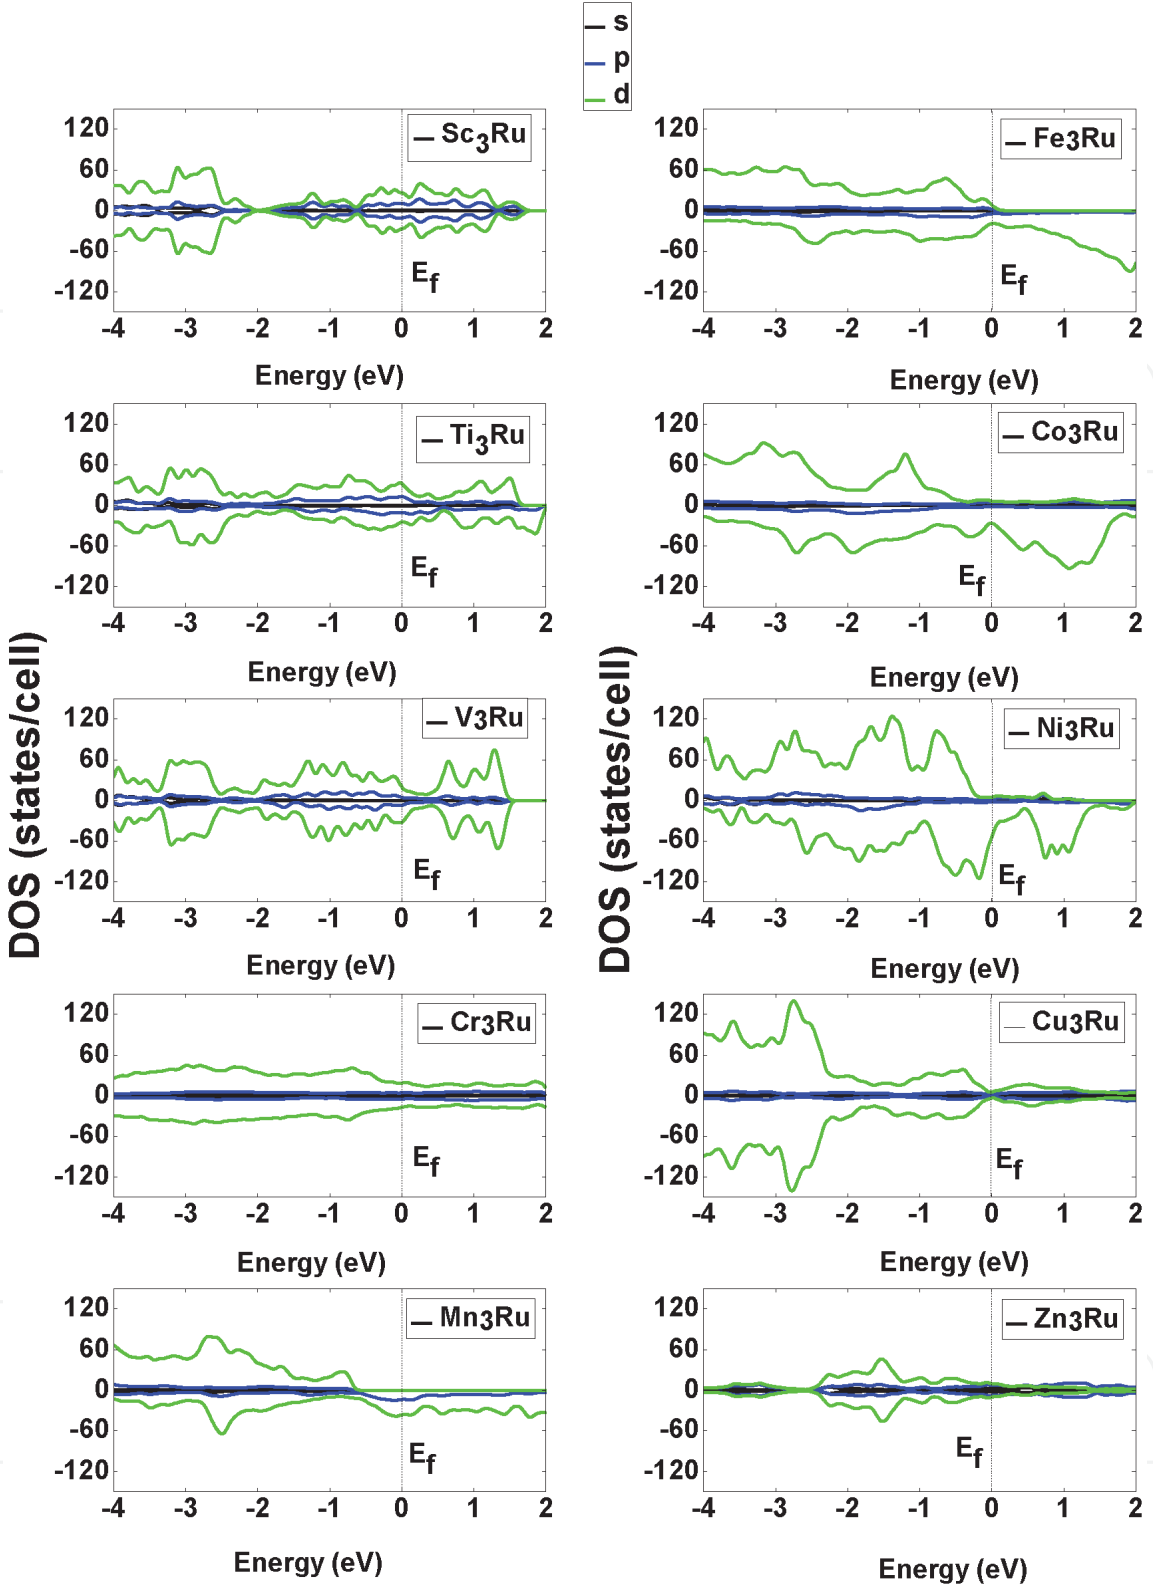 s
p
d
120
60
0
-60
-120
Sc3Ru
Ef
-4 -3 -2 -1 0 1 2
Energy (eV)
120
60
0
-60
-120
Fe3Ru
Ef
-4 -3 -2 -1 0 1 2
Energy (eV)
120
60
0
-60
-120
Ti3Ru
Ef
-4 -3 -2 -1 0 1 2
Energy (eV)
120
60
0
-60
-120
Co3Ru
Ef
-4 -3 -2 -1 0 1 2
Energy (eV)
DOS (states/cell)
120
60
0
-60
-120
V3Ru
Ef
-4 -3 -2 -1 0 1 2
Energy (eV)
DOS (states/cell)
120
60
0
-60
-120
Ni3Ru
Ef
-4 -3 -2 -1 0 1 2
Energy (eV)
120
60
0
-60
-120
Cr3Ru
Ef
-4 -3 -2 -1 0 1 2
Energy (eV)
120
60
0
-60
-120
Cu3Ru
Ef
-4 -3 -2 -1 0 1 2
Energy (eV)
120
60
0
-60
-120
Mn3Ru
Ef
-4 -3 -2 -1 0 1 2
Energy (eV)
120
60
0
-60
-120
Zn3Ru
Ef
-4 -3 -2 -1 0 1 2
Energy (eV)